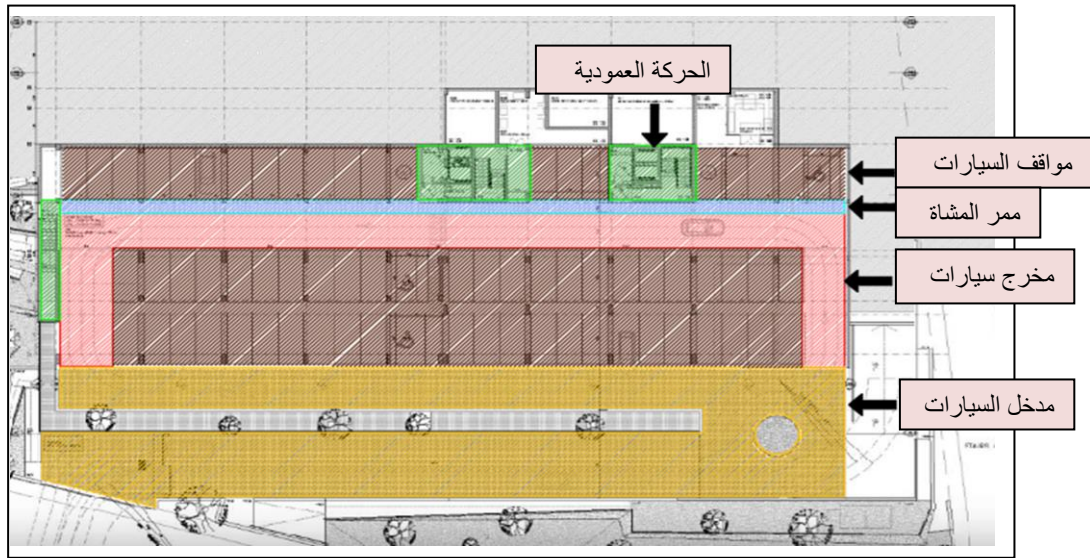 الحركة العمودية
مواقف السيارات
ممر المشاة
مخرج سيارات
مدخل السيارات